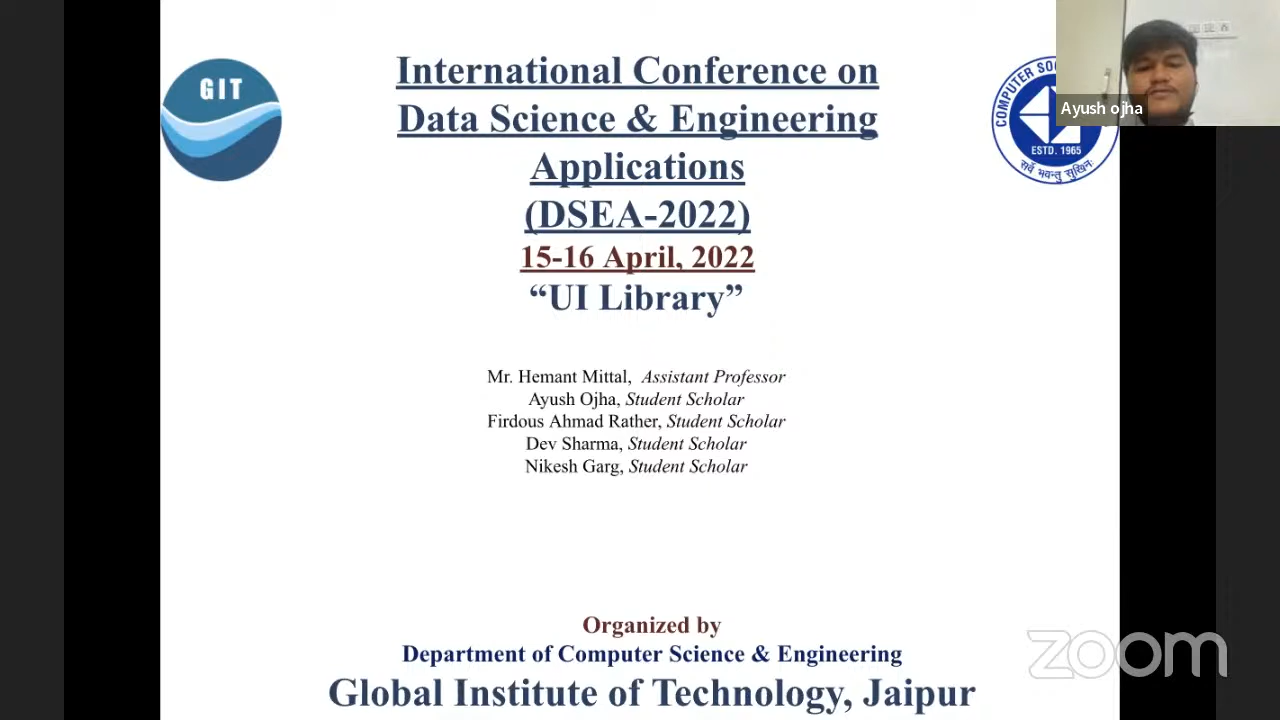 GIT
International Conference on
Data Science & Engineering
Applications
(DSEA-2022)
15-16 April, 2022
“UI Library”
COMPUTER
ESTD. 1965
सर्वे भवन्तु सुखिनः
Ayush ojha
Mr. Hemant Mittal, Assistant Professor
Ayush Ojha, Student Scholar
Firdous Ahmad Rather, Student Scholar
Dev Sharma, Student Scholar
Nikesh Garg, Student Scholar
Organized by
Department of Computer Science & Engineering
Global Institute of Technology, Jaipur
zoom